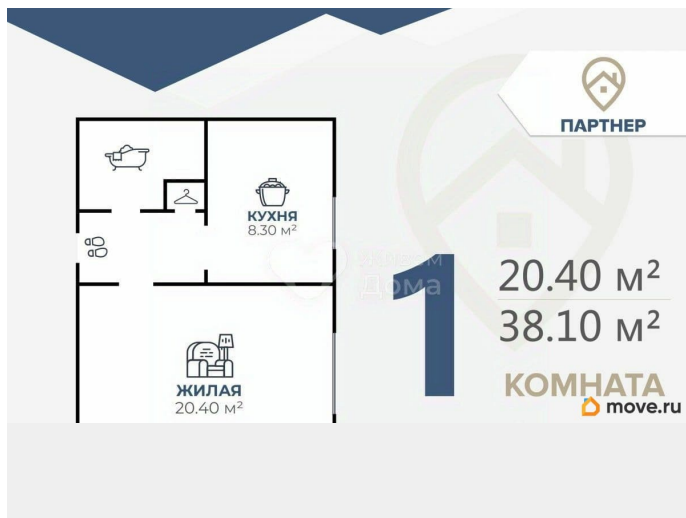 ПАРТНЕР
КУХНЯ
8.30 м²
ЖИЛАЯ
20.40 м²
1
20.40 м²
38.10 м²
КОМНАТА
move.ru
Дома